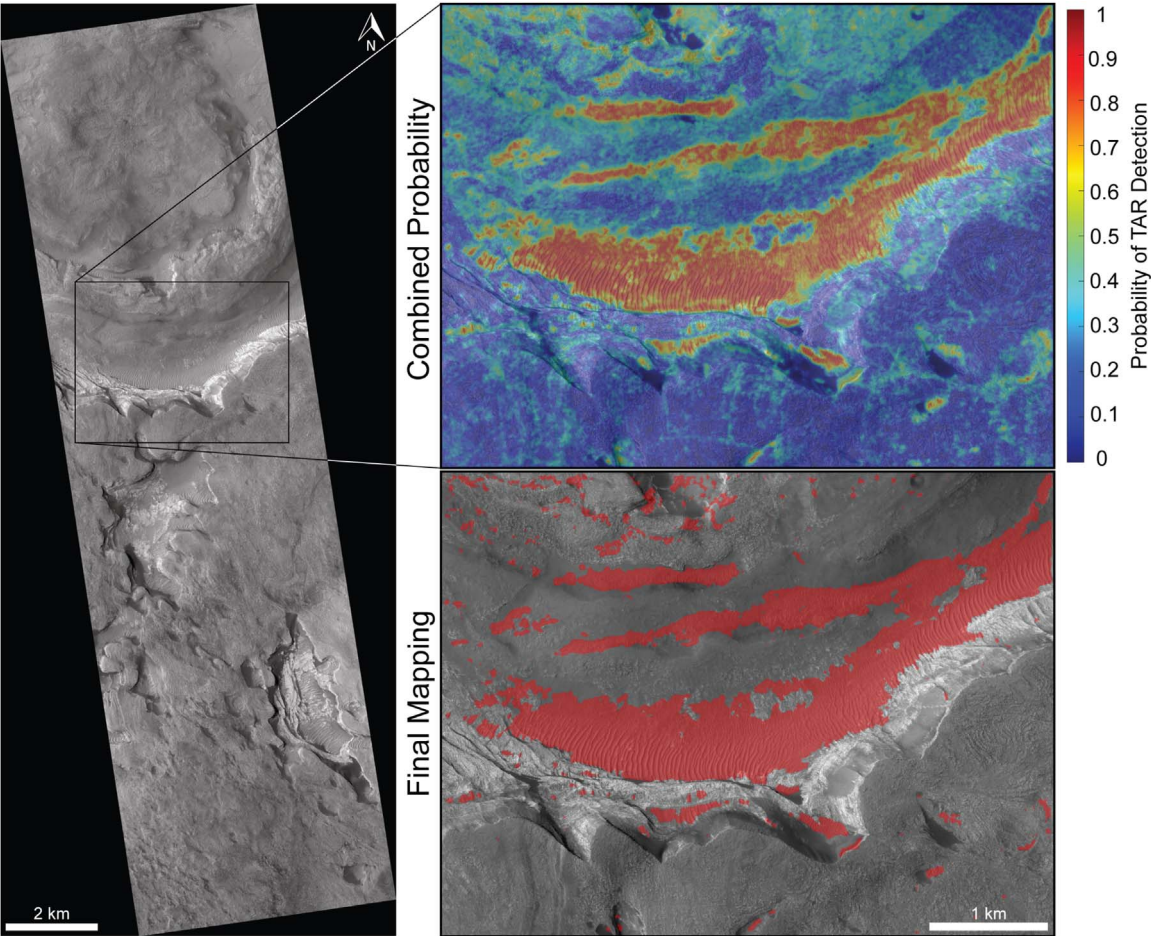 N
2 km
Combined Probability
Final Mapping
1 km
1
0.9
0.8
0.7
0.6
0.5
0.4
0.3
0.2
0.1
0
Probability of TAR Detection